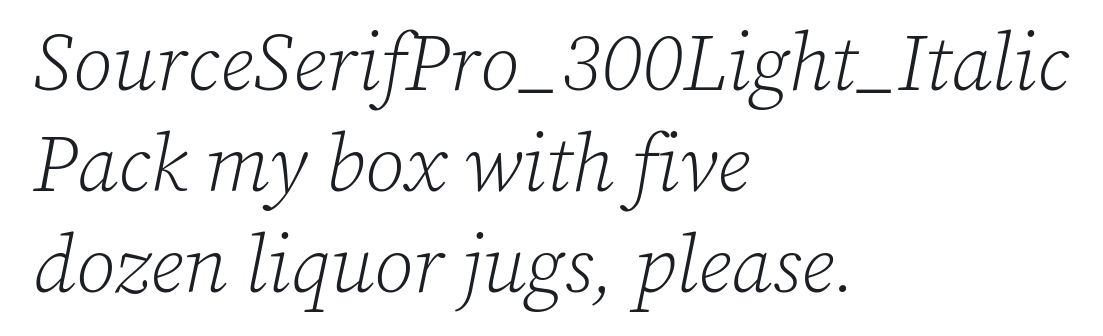 SourceSerifPro_300Light_Italic
Pack my box with five
dozen liquor jugs, please.